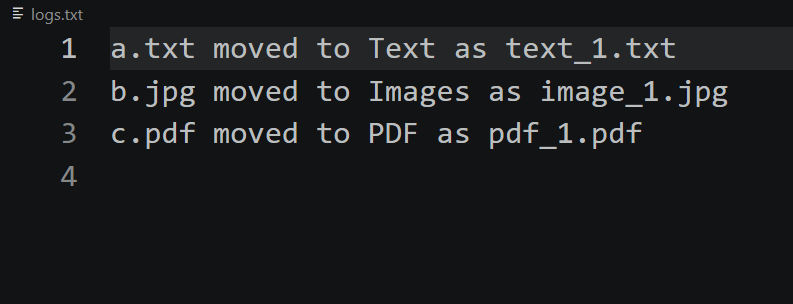 logs.txt
1 a.txt moved to Text as text_1.txt
2 b.jpg moved to Images as image_1.jpg
3 c.pdf moved to PDF as pdf_1.pdf
4